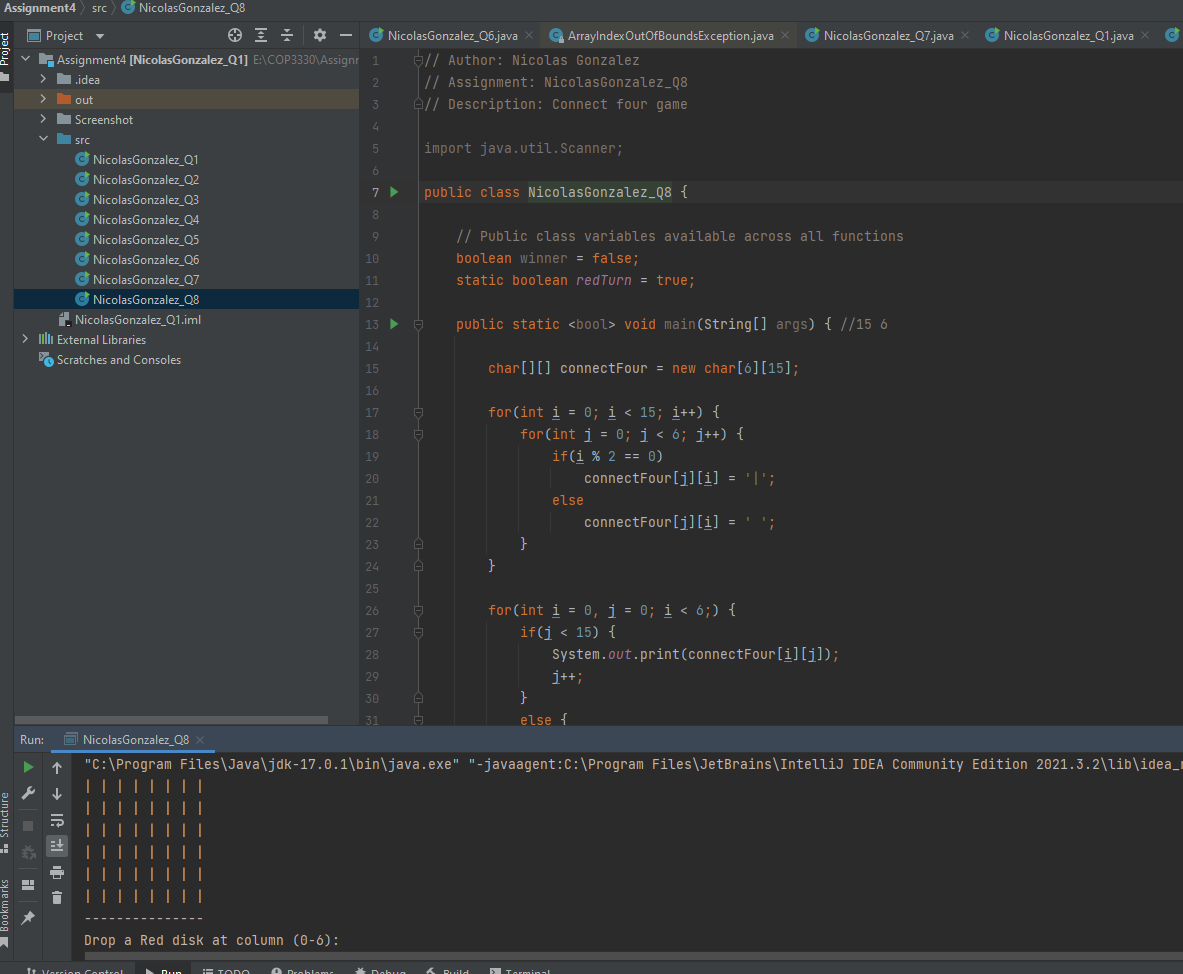 Assignment4 src NicolasGonzalez_Q8
Project
Project
NicolasGonzalez_Q6.java
ArrayIndexOutOfBoundsException.java
NicolasGonzalez_Q7.java
NicolasGonzalez_Q1.java
Assignment4 [NicolasGonzalez_Q1] E:\COP3330\Assignr
.idea
out
Screenshot
src
NicolasGonzalez_Q1
NicolasGonzalez_Q2
NicolasGonzalez_Q3
NicolasGonzalez_Q4
NicolasGonzalez_Q5
NicolasGonzalez_Q6
NicolasGonzalez_Q7
NicolasGonzalez_Q8
NicolasGonzalez_Q1.iml
External Libraries
Scratches and Consoles
1 // Author: Nicolas Gonzalez
2 // Assignment: NicolasGonzalez_Q8
3 // Description: Connect four game
4
5 import java.util.Scanner;
6
7 public class NicolasGonzalez_Q8 {
8
9 // Public class variables available across all functions
10 boolean winner = false;
11 static boolean redTurn = true;
12
13 public static <bool> void main(String[] args) { //15 6
14
15 char[][] connectFour = new char[6][15];
16
17 for(int i = 0; i < 15; i++) {
18 for(int j = 0; j < 6; j++) {
19 if(i % 2 == 0)
20 connectFour[j][i] = '|';
21 else
22 connectFour[j][i] = ' ';
23 }
24 }
25
26 for(int i = 0, j = 0; i < 6;) {
27 if(j < 15) {
28 System.out.print(connectFour[i][j]);
29 j++;
30 }
31 else {
Run: NicolasGonzalez_Q8
"C:\Program Files\Java\jdk-17.0.1\bin\java.exe" "-javaagent:C:\Program Files\JetBrains\IntelliJ IDEA Community Edition 2021.3.2\lib\idea_r
| | | | | | | |
| | | | | | | |
| | | | | | | |
| | | | | | | |
| | | | | | | |
| | | | | | | |
---------------
Drop a Red disk at column (0-6):
Structure
Bookmarks
Version Control Run TODO Problems Debug Build Terminal